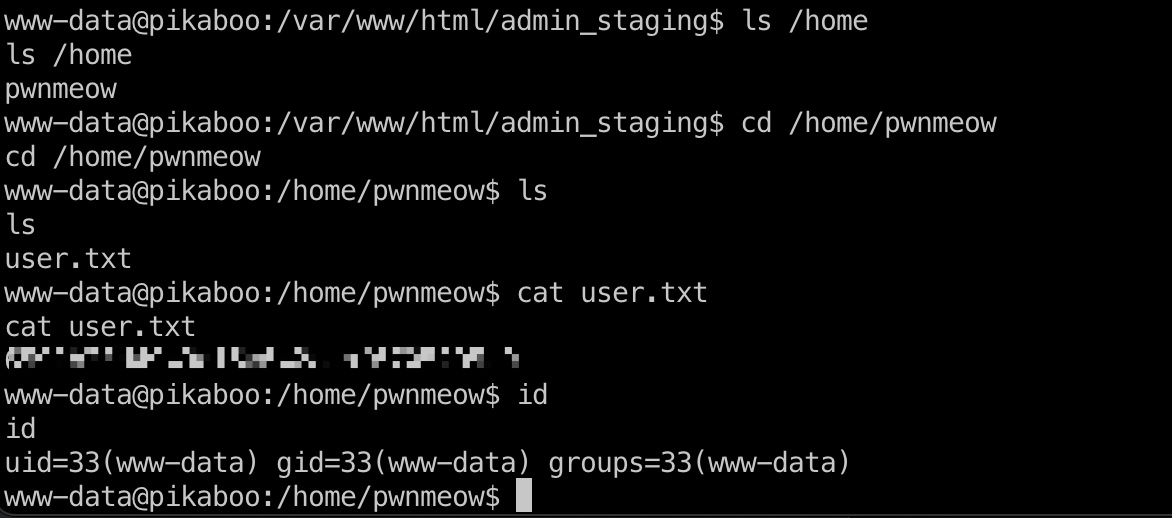 www-data@pikaboo:/var/www/html/admin_staging$ ls /home
ls /home
pwnmeow
www-data@pikaboo:/var/www/html/admin_staging$ cd /home/pwnmeow
cd /home/pwnmeow
www-data@pikaboo:/home/pwnmeow$ ls
ls
user.txt
www-data@pikaboo:/home/pwnmeow$ cat user.txt
cat user.txt
www-data@pikaboo:/home/pwnmeow$ id
id
uid=33(www-data) gid=33(www-data) groups=33(www-data)
www-data@pikaboo:/home/pwnmeow$